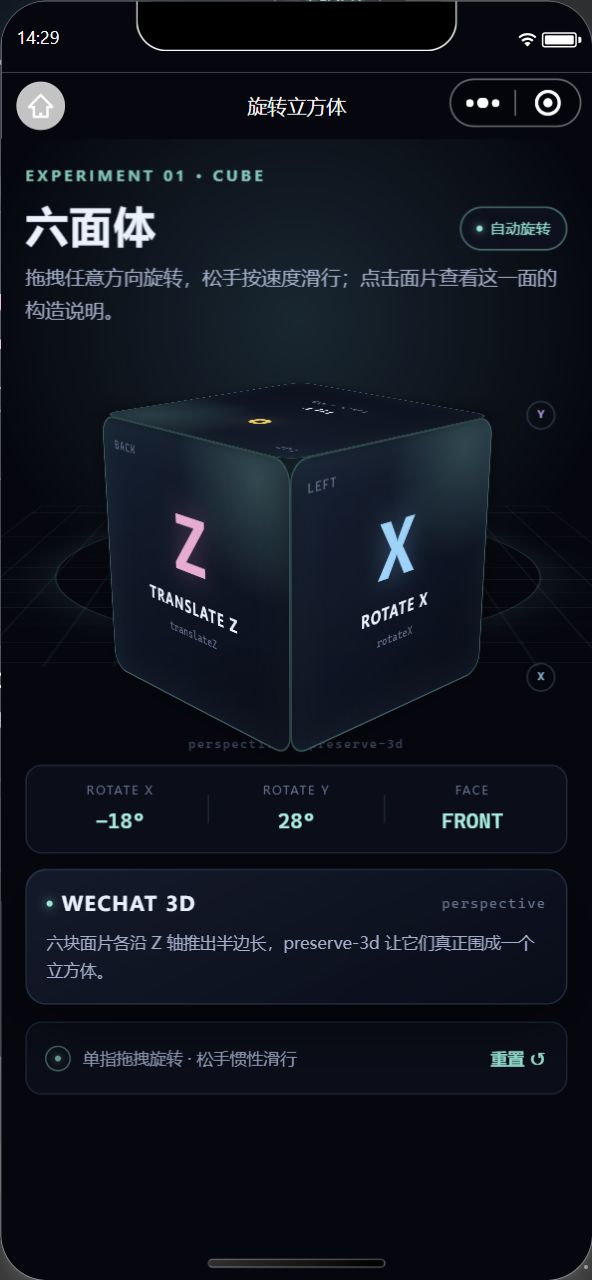 14:29
旋转立方体
EXPERIMENT 01 • CUBE
六面体
自动旋转
拖拽任意方向旋转，松手按速度滑行；点击面片查看这一面的
构造说明。
Y
BACK
LEFT
Z
X
TRANSLATE Z
ROTATE X
translateZ
rotateX
X
ROTATE X
ROTATE Y
FACE
−18°
28°
FRONT
WECHAT 3D
perspective
六块面片各沿 Z 轴推出半边长，preserve-3d 让它们真正围成一个
立方体。
单指拖拽旋转 · 松手惯性滑行
重置 ↺